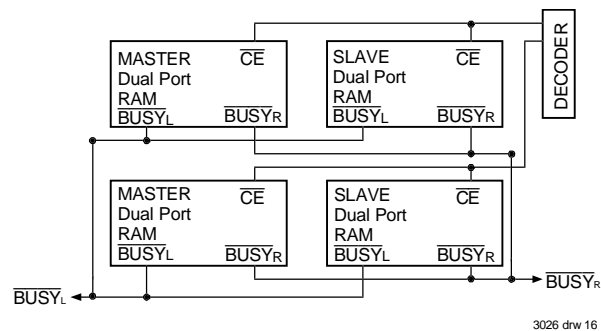 MASTER
Dual Port
RAM
CE
BUSYL
BUSYR
SLAVE
Dual Port
RAM
CE
BUSYL
BUSYR
DECODER
MASTER
Dual Port
RAM
CE
BUSYL
BUSYR
SLAVE
Dual Port
RAM
CE
BUSYL
BUSYR
BUSYL
BUSYR
3026 drw 16